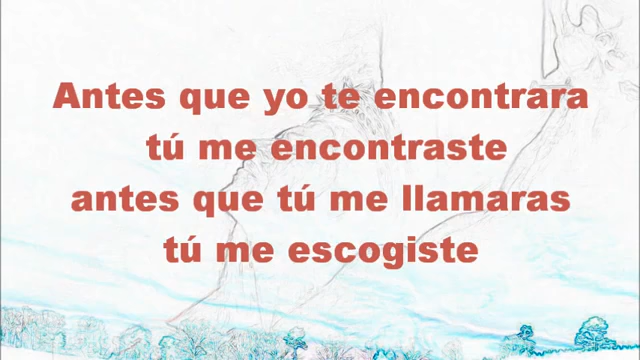 Antes que yo te encontrara
tú me encontraste
antes que tú me llamaras
tú me escogiste